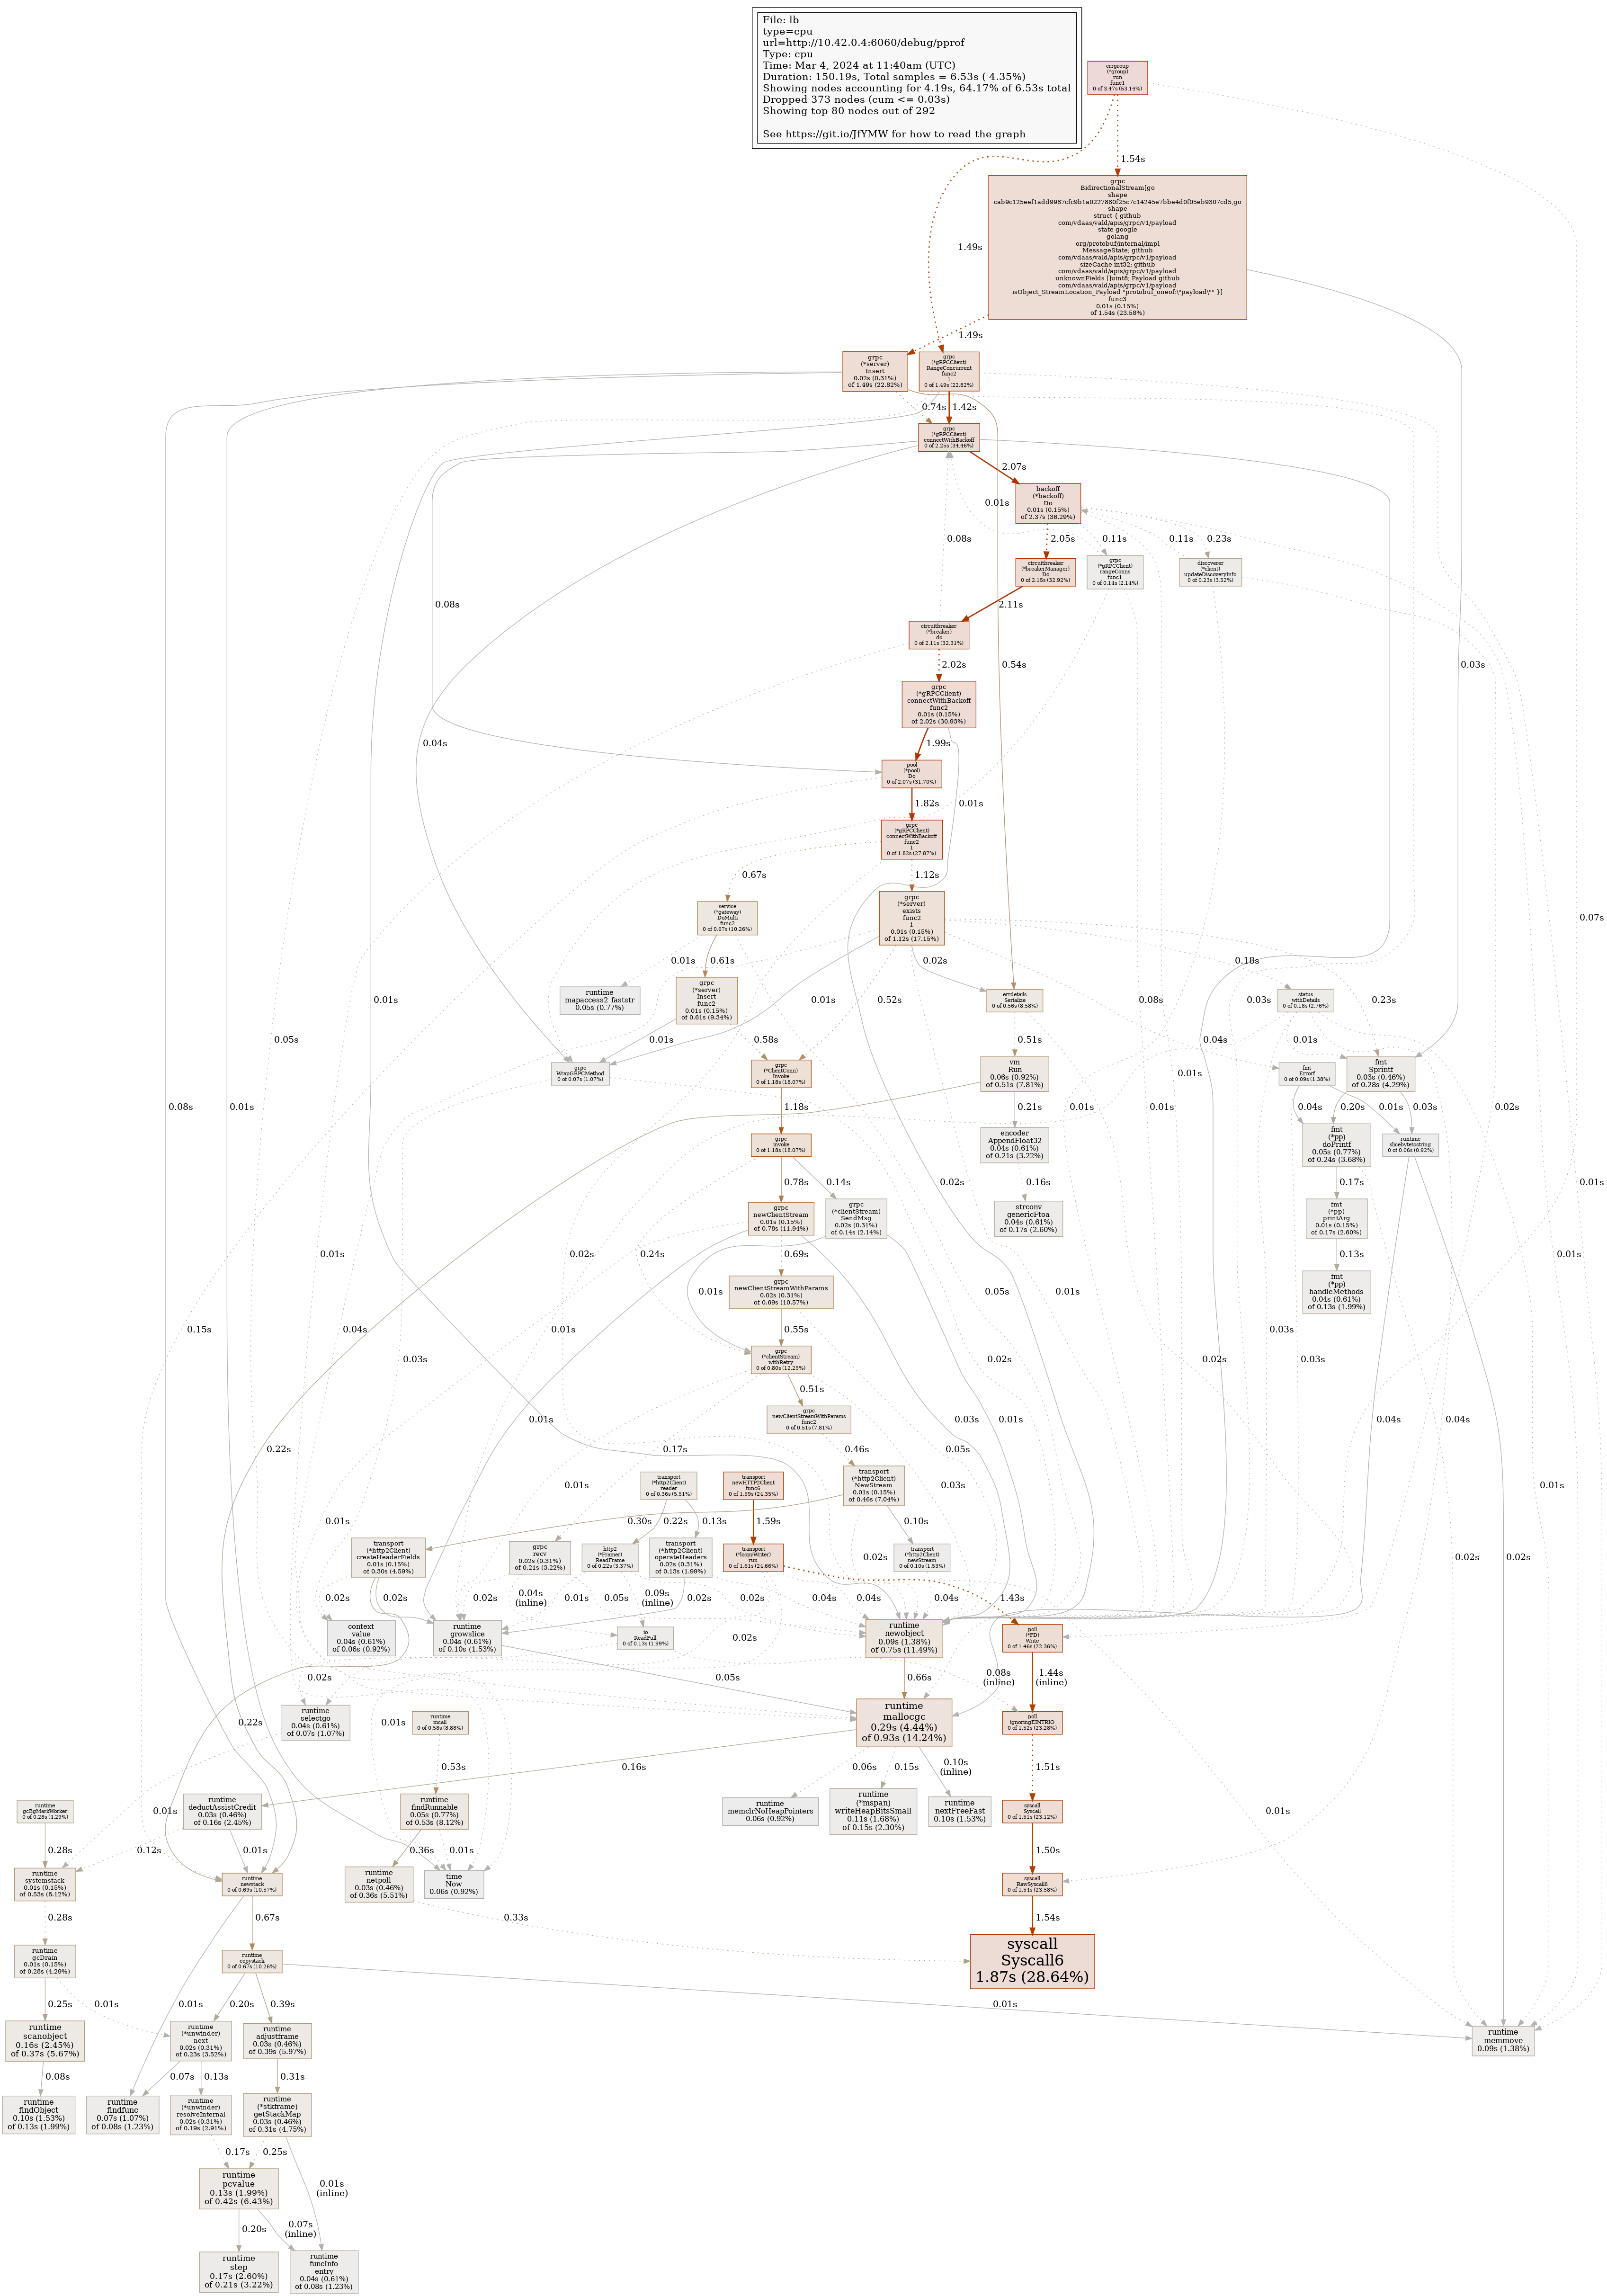 File: lb
type=cpu
url=http://10.42.0.4:6060/debug/pprof
Type: cpu
Time: Mar 4, 2024 at 11:40am (UTC)
Duration: 150.19s, Total samples = 6.53s ( 4.35%)
Showing nodes accounting for 4.19s, 64.17% of 6.53s total
Dropped 373 nodes (cum <= 0.03s)
Showing top 80 nodes out of 292
See https://git.io/JfYMW for how to read the graph
errgroup
(*group)
run
func1
0 of 3.47s (53.14%)
1.54s
grpc
BidirectionalStream[go
shape
cab9c125eef1add9987cfc9b1a0227880f25c7c14245e7bbe4d0f05eb9307cd5,go
shape
struct { github
com/vdaas/vald/apis/grpc/v1/payload
state google
golang
org/protobuf/internal/impl
MessageState; github
com/vdaas/vald/apis/grpc/v1/payload
sizeCache int32; github
com/vdaas/vald/apis/grpc/v1/payload
unknownFields []uint8; Payload github
com/vdaas/vald/apis/grpc/v1/payload
isObject_StreamLocation_Payload "protobuf_oneof:\"payload\"" }]
func3
0.01s (0.15%)
of 1.54s (23.58%)
1.49s
1.49s
grpc
(*server)
Insert
0.02s (0.31%)
of 1.49s (22.82%)
grpc
(*gRPCClient)
RangeConcurrent
func2
1
0 of 1.49s (22.82%)
0.74s
1.42s
grpc
(*gRPCClient)
connectWithBackoff
0 of 2.25s (34.46%)
2.07s
backoff
(*backoff)
Do
0.01s (0.15%)
of 2.37s (36.29%)
0.01s
0.08s
2.05s
0.11s
0.11s
0.23s
circuitbreaker
(*breakerManager)
Do
0 of 2.15s (32.92%)
grpc
(*gRPCClient)
rangeConns
func1
0 of 0.14s (2.14%)
discoverer
(*client)
updateDiscoveryInfo
0 of 0.23s (3.52%)
0.08s
2.11s
circuitbreaker
(*breaker)
do
0 of 2.11s (32.31%)
2.02s
0.54s
0.03s
grpc
(*gRPCClient)
connectWithBackoff
func2
0.01s (0.15%)
of 2.02s (30.93%)
0.04s
1.99s
pool
(*pool)
Do
0 of 2.07s (31.70%)
1.82s
0.01s
grpc
(*gRPCClient)
connectWithBackoff
func2
1
0 of 1.82s (27.87%)
0.67s
1.12s
service
(*gateway)
DoMulti
func2
0 of 0.67s (10.26%)
grpc
(*server)
exists
func2
1
0.01s (0.15%)
of 1.12s (17.15%)
0.07s
0.01s
0.61s
0.02s
0.18s
runtime
mapaccess2_faststr
0.05s (0.77%)
grpc
(*server)
Insert
func2
0.01s (0.15%)
of 0.61s (9.34%)
errdetails
Serialize
0 of 0.56s (8.58%)
status
withDetails
0 of 0.18s (2.76%)
0.01s
0.01s
0.52s
0.08s
0.03s
0.23s
0.05s
0.01s
0.58s
0.51s
0.04s
0.04s
0.01s
grpc
WrapGRPCMethod
0 of 0.07s (1.07%)
grpc
(*ClientConn)
Invoke
0 of 1.18s (18.07%)
vm
Run
0.06s (0.92%)
of 0.51s (7.81%)
fmt
Errorf
0 of 0.09s (1.38%)
fmt
Sprintf
0.03s (0.46%)
of 0.28s (4.29%)
0.01s
0.08s
0.01s
1.18s
0.21s
0.01s
0.01s
0.04s
0.20s
0.01s
0.03s
0.02s
grpc
invoke
0 of 1.18s (18.07%)
encoder
AppendFloat32
0.04s (0.61%)
of 0.21s (3.22%)
fmt
(*pp)
doPrintf
0.05s (0.77%)
of 0.24s (3.68%)
runtime
slicebytetostring
0 of 0.06s (0.92%)
0.78s
0.14s
0.02s
0.16s
0.17s
0.01s
grpc
newClientStream
0.01s (0.15%)
of 0.78s (11.94%)
grpc
(*clientStream)
SendMsg
0.02s (0.31%)
of 0.14s (2.14%)
strconv
genericFtoa
0.04s (0.61%)
of 0.17s (2.60%)
fmt
(*pp)
printArg
0.01s (0.15%)
of 0.17s (2.60%)
0.01s
0.02s
0.24s
0.69s
0.05s
0.01s
0.13s
0.01s
grpc
newClientStreamWithParams
0.02s (0.31%)
of 0.69s (10.57%)
0.01s
fmt
(*pp)
handleMethods
0.04s (0.61%)
of 0.13s (1.99%)
0.15s
0.04s
0.03s
0.01s
0.55s
0.02s
0.02s
0.03s
0.03s
grpc
(*clientStream)
withRetry
0 of 0.80s (12.25%)
0.51s
grpc
newClientStreamWithParams
func2
0 of 0.51s (7.81%)
0.22s
0.01s
0.17s
0.46s
0.05s
0.03s
0.01s
0.04s
0.04s
0.02s
0.02s
0.01s
transport
(*http2Client)
reader
0 of 0.36s (5.51%)
transport
newHTTP2Client
func6
0 of 1.59s (24.35%)
transport
(*http2Client)
NewStream
0.01s (0.15%)
of 0.46s (7.04%)
0.01s
0.01s
0.30s
0.22s
0.13s
1.59s
0.03s
0.10s
transport
(*http2Client)
createHeaderFields
0.01s (0.15%)
of 0.30s (4.59%)
grpc
recv
0.02s (0.31%)
of 0.21s (3.22%)
http2
(*Framer)
ReadFrame
0 of 0.22s (3.37%)
transport
(*http2Client)
operateHeaders
0.02s (0.31%)
of 0.13s (1.99%)
transport
(*loopyWriter)
run
0 of 1.61s (24.66%)
0.02s
transport
(*http2Client)
newStream
0 of 0.10s (1.53%)
0.02s
0.02s
0.02s
0.04s
(inline)
0.01s
0.05s
0.09s
(inline)
0.02s
0.02s
0.04s
0.04s
0.04s
1.43s
context
value
0.04s (0.61%)
of 0.06s (0.92%)
runtime
growslice
0.04s (0.61%)
of 0.10s (1.53%)
io
ReadFull
0 of 0.13s (1.99%)
runtime
newobject
0.09s (1.38%)
of 0.75s (11.49%)
poll
(*FD)
Write
0 of 1.46s (22.36%)
0.02s
0.02s
0.05s
0.66s
0.08s
(inline)
1.44s
(inline)
runtime
selectgo
0.04s (0.61%)
of 0.07s (1.07%)
runtime
mcall
0 of 0.58s (8.88%)
runtime
mallocgc
0.29s (4.44%)
of 0.93s (14.24%)
poll
ignoringEINTRIO
0 of 1.52s (23.28%)
0.22s
0.01s
0.53s
0.16s
0.06s
0.15s
0.10s
(inline)
1.51s
runtime
gcBgMarkWorker
0 of 0.28s (4.29%)
runtime
deductAssistCredit
0.03s (0.46%)
of 0.16s (2.45%)
runtime
findRunnable
0.05s (0.77%)
of 0.53s (8.12%)
runtime
memclrNoHeapPointers
0.06s (0.92%)
runtime
(*mspan)
writeHeapBitsSmall
0.11s (1.68%)
of 0.15s (2.30%)
runtime
nextFreeFast
0.10s (1.53%)
syscall
Syscall
0 of 1.51s (23.12%)
0.01s
0.01s
0.28s
0.12s
0.01s
0.36s
0.01s
1.50s
runtime
systemstack
0.01s (0.15%)
of 0.53s (8.12%)
runtime
newstack
0 of 0.69s (10.57%)
runtime
netpoll
0.03s (0.46%)
of 0.36s (5.51%)
time
Now
0.06s (0.92%)
syscall
RawSyscall6
0 of 1.54s (23.58%)
0.28s
0.67s
0.33s
1.54s
runtime
gcDrain
0.01s (0.15%)
of 0.28s (4.29%)
runtime
copystack
0 of 0.67s (10.26%)
syscall
Syscall6
1.87s (28.64%)
0.25s
0.01s
0.01s
0.20s
0.39s
0.01s
runtime
scanobject
0.16s (2.45%)
of 0.37s (5.67%)
runtime
(*unwinder)
next
0.02s (0.31%)
of 0.23s (3.52%)
runtime
adjustframe
0.03s (0.46%)
of 0.39s (5.97%)
runtime
memmove
0.09s (1.38%)
0.08s
0.07s
0.13s
0.31s
runtime
findObject
0.10s (1.53%)
of 0.13s (1.99%)
runtime
findfunc
0.07s (1.07%)
of 0.08s (1.23%)
runtime
(*unwinder)
resolveInternal
0.02s (0.31%)
of 0.19s (2.91%)
runtime
(*stkframe)
getStackMap
0.03s (0.46%)
of 0.31s (4.75%)
0.17s
0.25s
0.01s
(inline)
runtime
pcvalue
0.13s (1.99%)
of 0.42s (6.43%)
0.20s
0.07s
(inline)
runtime
step
0.17s (2.60%)
of 0.21s (3.22%)
runtime
funcInfo
entry
0.04s (0.61%)
of 0.08s (1.23%)